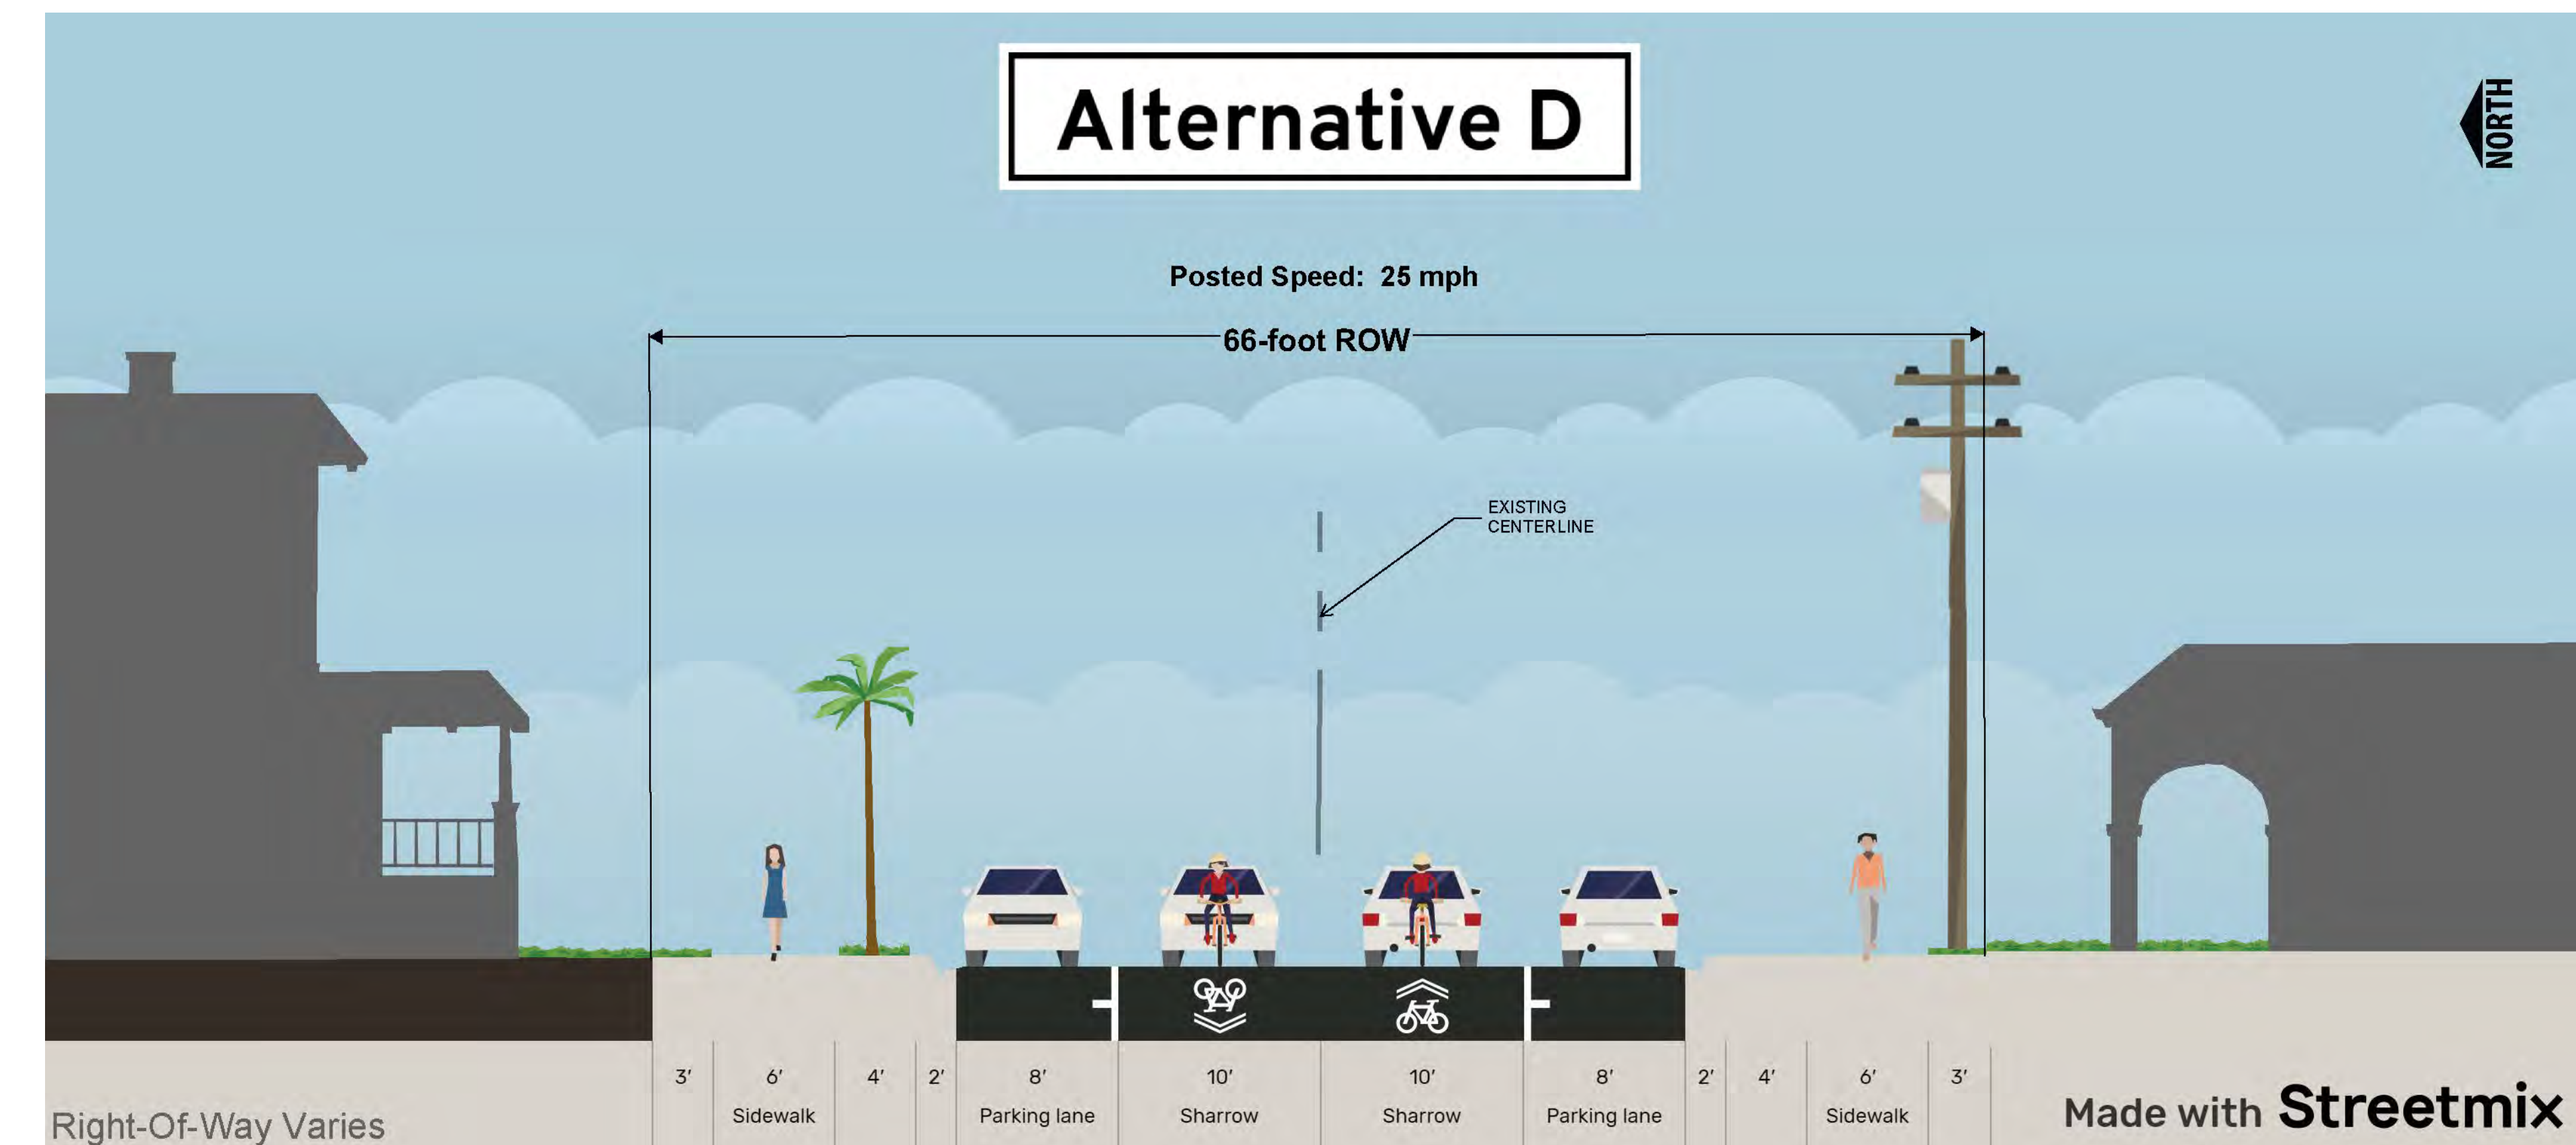 Alternative D
NORTH
Posted Speed: 25 mph
66-foot ROW
EXISTING
CENTERLINE
3' 6' 4' 2' 8' 10' 10' 8' 2' 4' 6' 3'
Sidewalk Parking lane Sharrow Sharrow Parking lane Sidewalk
Right-Of-Way Varies
Made with Streetmix